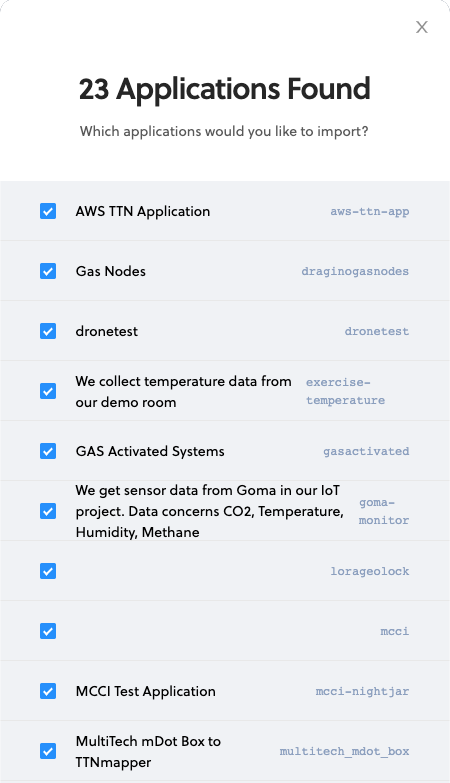 X
23 Applications Found
Which applications would you like to import?
AWS TTN Application aws-ttn-app
Gas Nodes draginogasnodes
dronetest dronetest
We collect temperature data from
our demo room
exercise-
temperature
GAS Activated Systems gasactivated
We get sensor data from Goma in our IoT
project. Data concerns CO2, Temperature,
Humidity, Methane
goma-
monitor
lorageolock
mcci
MCCI Test Application mcci-nightjar
MultiTech mDot Box to
TTNmapper
multitech_mdot_box